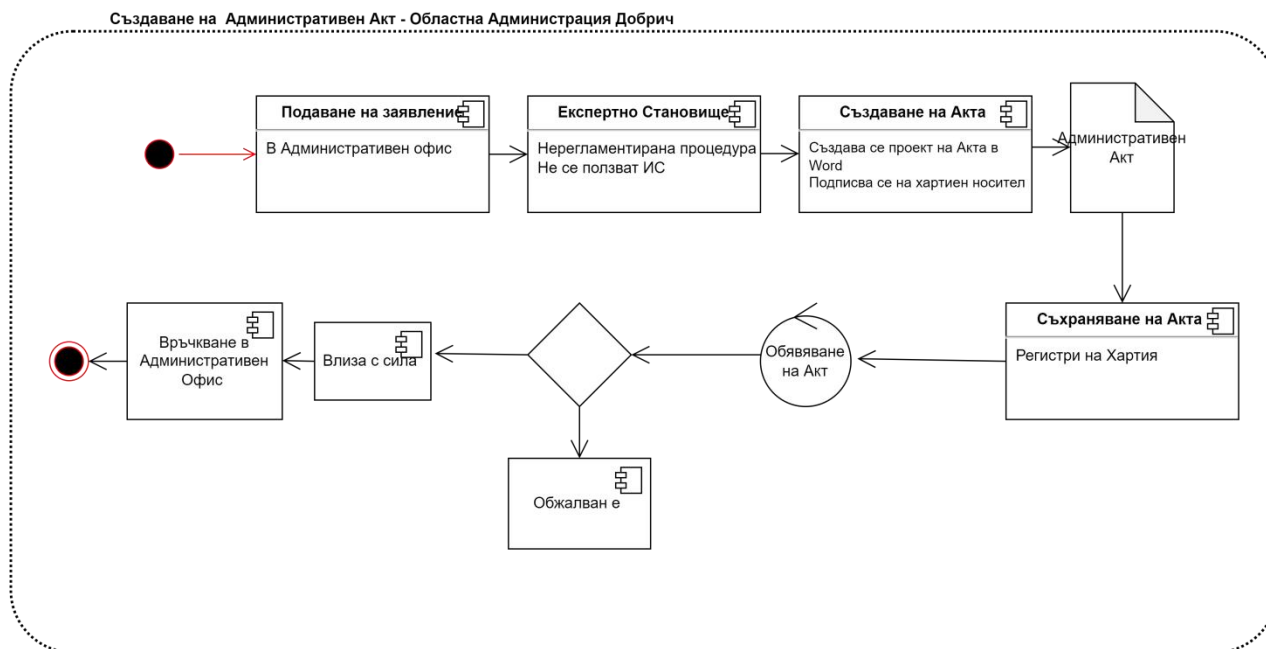 Създаване на Административен Акт - Областна Администрация Добрич
Подаване на заявление
В Административен офис
Експертно Становище
Нерегламентирана процедура
Не се ползват ИС
Създаване на Акта
Създава се проект на Акта в
Word
Подписва се на хартиен носител
Административен
Акт
Връчкване в
Административен
Офис
Влиза с сила
Обявяване
на Акт
Съхраняване на Акта
Регистри на Хартия
Обжалван е